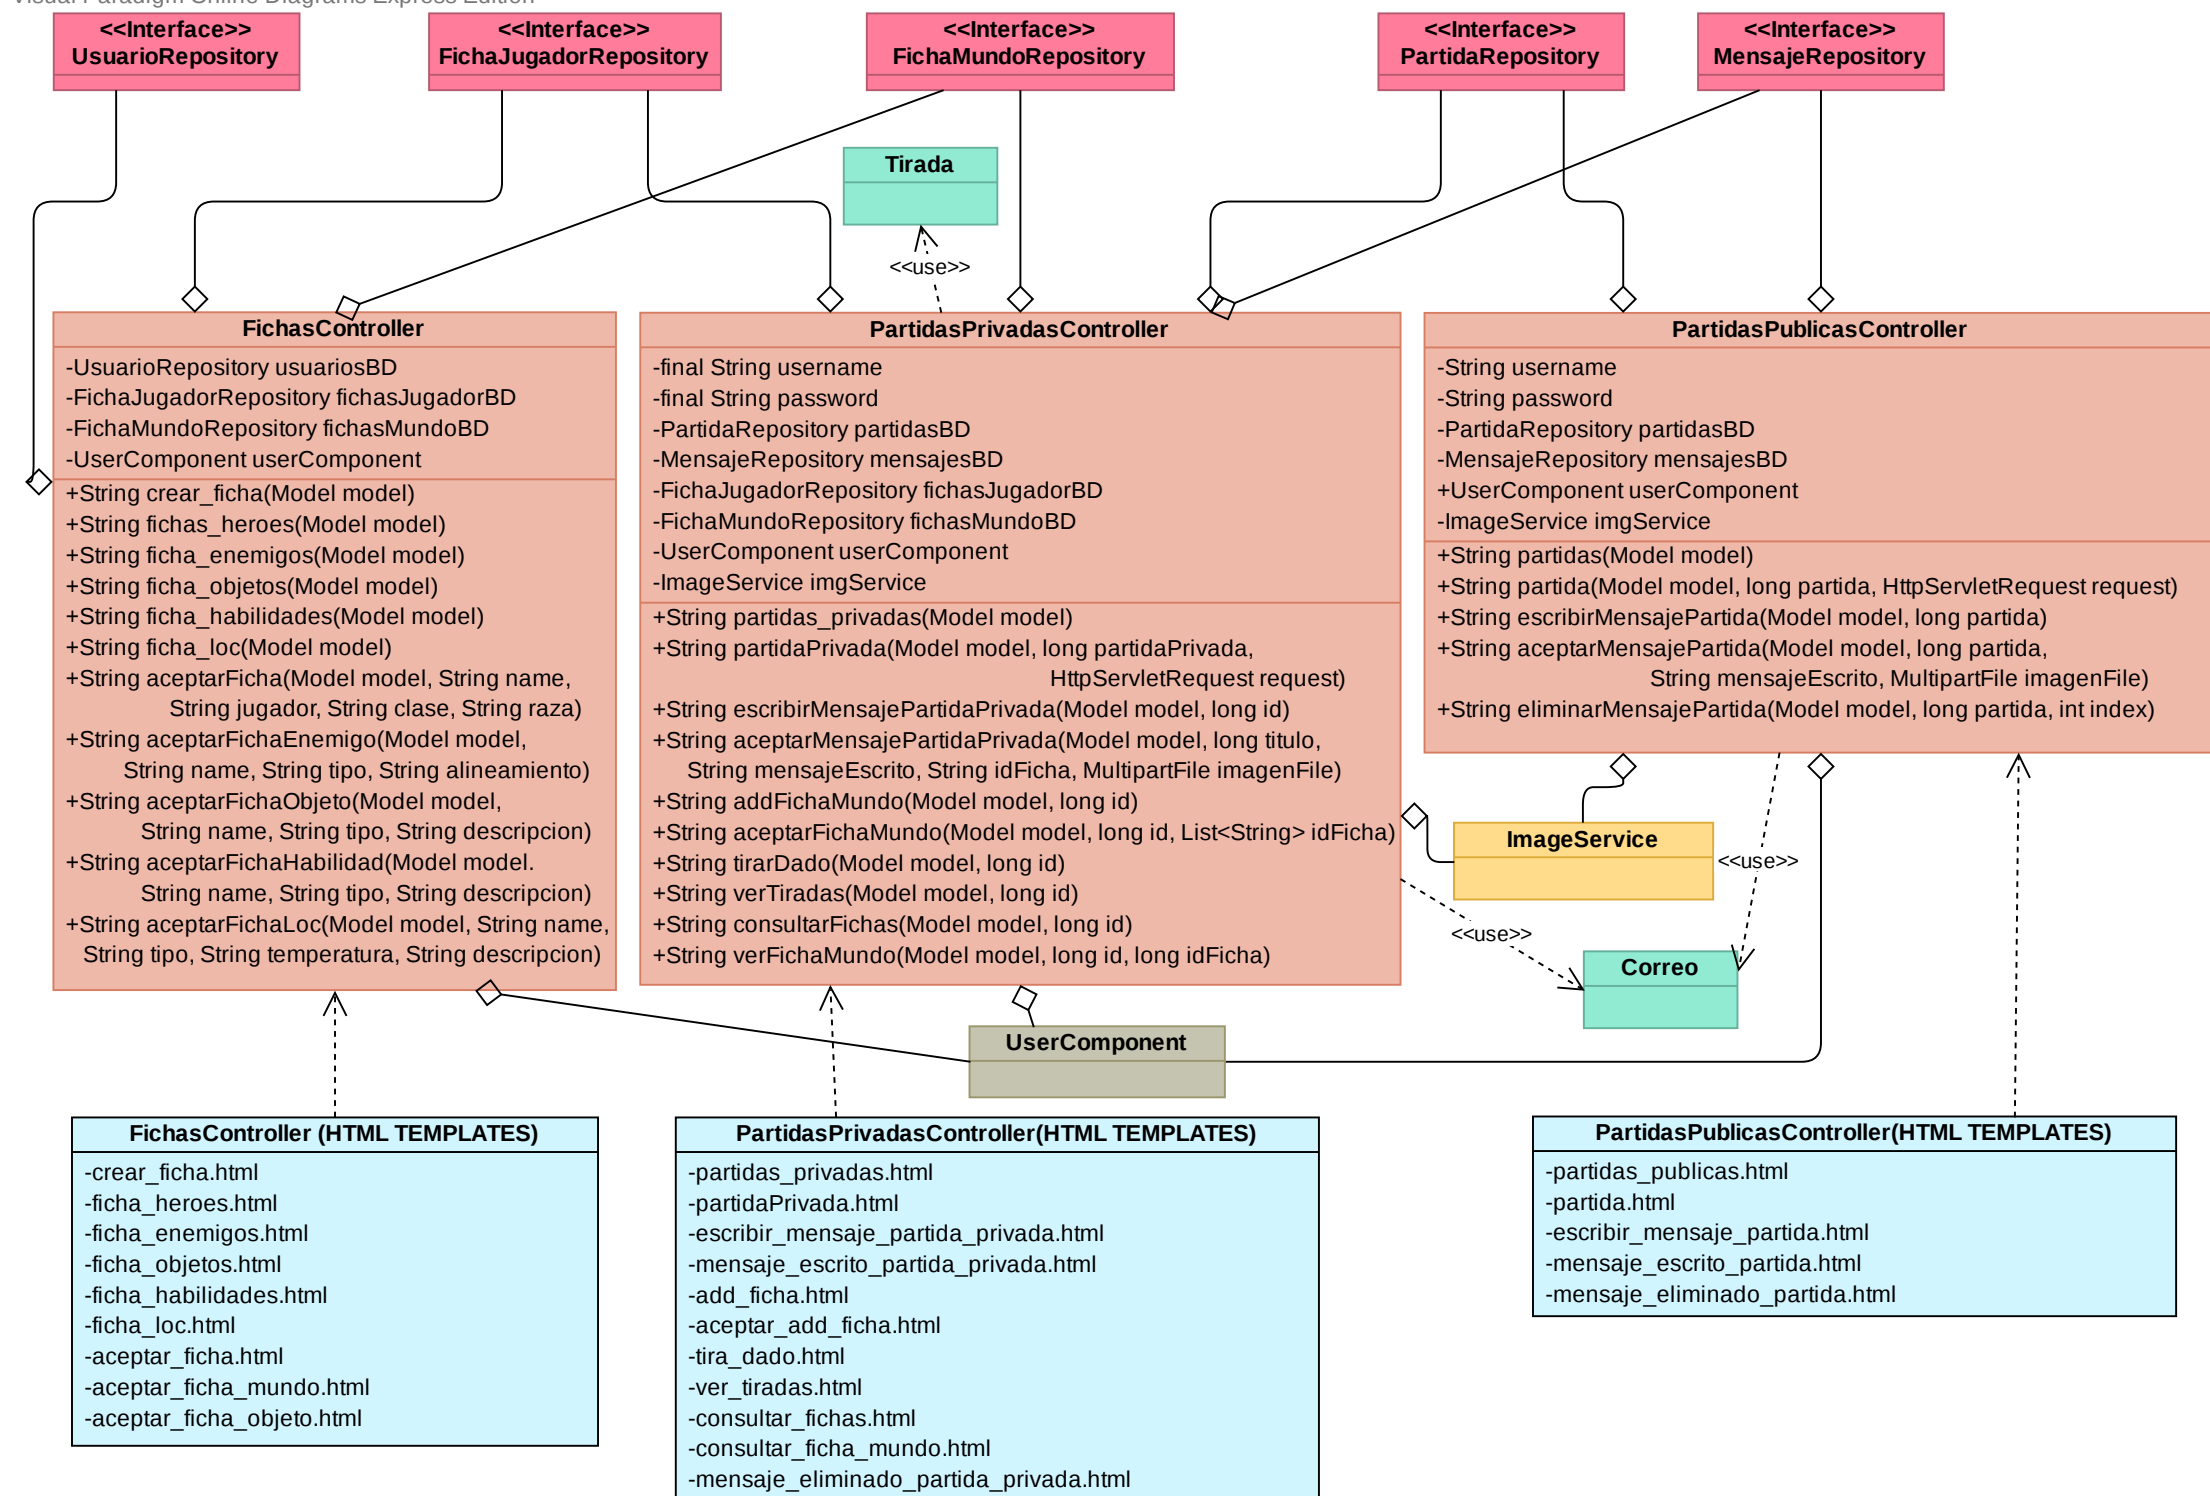 Visual Paradigm Online Diagrams Express Edition
<<Interface>>
UsuarioRepository
<<Interface>>
FichaJugadorRepository
<<Interface>>
FichaMundoRepository
<<Interface>>
PartidaRepository
<<Interface>>
MensajeRepository
Tirada
<<use>>
FichasController
-UsuarioRepository usuariosBD
-FichaJugadorRepository fichasJugadorBD
-FichaMundoRepository fichasMundoBD
-UserComponent userComponent
+String crear_ficha(Model model)
+String fichas_heroes(Model model)
+String ficha_enemigos(Model model)
+String ficha_objetos(Model model)
+String ficha_habilidades(Model model)
+String ficha_loc(Model model)
+String aceptarFicha(Model model, String name,
String jugador, String clase, String raza)
+String aceptarFichaEnemigo(Model model,
String name, String tipo, String alineamiento)
+String aceptarFichaObjeto(Model model,
String name, String tipo, String descripcion)
+String aceptarFichaHabilidad(Model model.
String name, String tipo, String descripcion)
+String aceptarFichaLoc(Model model, String name,
String tipo, String temperatura, String descripcion)
PartidasPrivadasController
-final String username
-final String password
-PartidaRepository partidasBD
-MensajeRepository mensajesBD
-FichaJugadorRepository fichasJugadorBD
-FichaMundoRepository fichasMundoBD
-UserComponent userComponent
-ImageService imgService
+String partidas_privadas(Model model)
+String partidaPrivada(Model model, long partidaPrivada,
HttpServletRequest request)
+String escribirMensajePartidaPrivada(Model model, long id)
+String aceptarMensajePartidaPrivada(Model model, long titulo,
String mensajeEscrito, String idFicha, MultipartFile imagenFile)
+String addFichaMundo(Model model, long id)
+String aceptarFichaMundo(Model model, long id, List<String> idFicha)
+String tirarDado(Model model, long id)
+String verTiradas(Model model, long id)
+String consultarFichas(Model model, long id)
+String verFichaMundo(Model model, long id, long idFicha)
PartidasPublicasController
-String username
-String password
-PartidaRepository partidasBD
-MensajeRepository mensajesBD
+UserComponent userComponent
-ImageService imgService
+String partidas(Model model)
+String partida(Model model, long partida, HttpServletRequest request)
+String escribirMensajePartida(Model model, long partida)
+String aceptarMensajePartida(Model model, long partida,
String mensajeEscrito, MultipartFile imagenFile)
+String eliminarMensajePartida(Model model, long partida, int index)
ImageService
<<use>>
<<use>>
Correo
UserComponent
FichasController (HTML TEMPLATES)
-crear_ficha.html
-ficha_heroes.html
-ficha_enemigos.html
-ficha_objetos.html
-ficha_habilidades.html
-ficha_loc.html
-aceptar_ficha.html
-aceptar_ficha_mundo.html
-aceptar_ficha_objeto.html
PartidasPrivadasController(HTML TEMPLATES)
-partidas_privadas.html
-partidaPrivada.html
-escribir_mensaje_partida_privada.html
-mensaje_escrito_partida_privada.html
-add_ficha.html
-aceptar_add_ficha.html
-tira_dado.html
-ver_tiradas.html
-consultar_fichas.html
-consultar_ficha_mundo.html
-mensaje_eliminado_partida_privada.html
PartidasPublicasController(HTML TEMPLATES)
-partidas_publicas.html
-partida.html
-escribir_mensaje_partida.html
-mensaje_escrito_partida.html
-mensaje_eliminado_partida.html